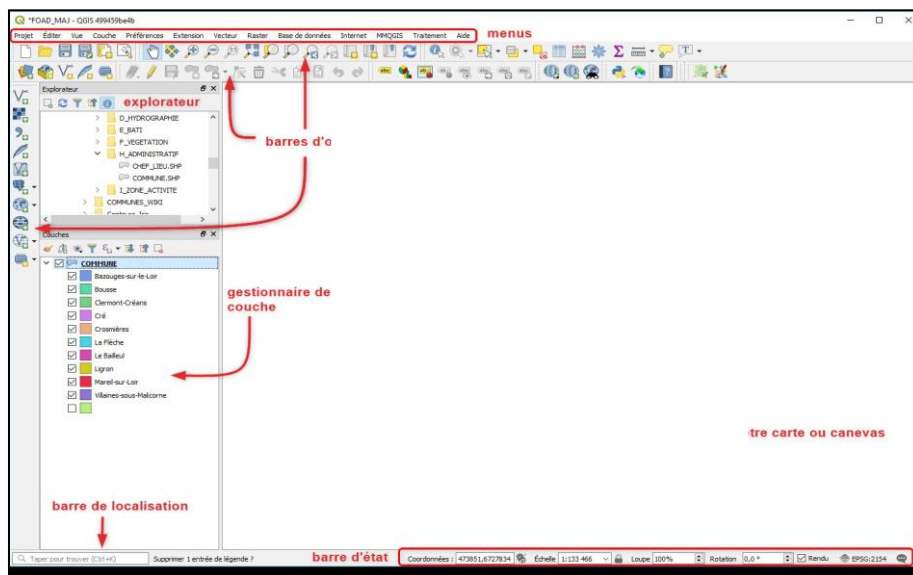 *FOAD_MAJ - QGIS 499459be4b
Projet Éditer Vue Couche Préférences Extension Vecteur Raster Base de données Internet MMQGIS Traitement Aide
menus
Explorateur
explorateur
D_HYDROGRAPHIE
E_BATI
F_VEGETATION
H_ADMINISTRATIF
CHEF_LIEU.SHP
COMMUNE.SHP
I_ZONE_ACTIVITE
COMMUNES_WIKI
Contours_Iris
barres d'o
Couches
COMMUNE
Bazouges-sur-le-Loir
Bousse
Clermont-Créans
Cré
Crosmières
La Flèche
Le Bailleul
Ligron
Mareil-sur-Loir
Villaines-sous-Malicorne
gestionnaire de
couche
tre carte ou canevas
barre de localisation
barre d'état
Taper pour trouver (Ctrl+K) Supprimer 1 entrée de légende ? Coordonnées : 473851,6727834 Échelle 1:133 466 Loupe 100% Rotation 0,0 ° Rendu EPSG:2154